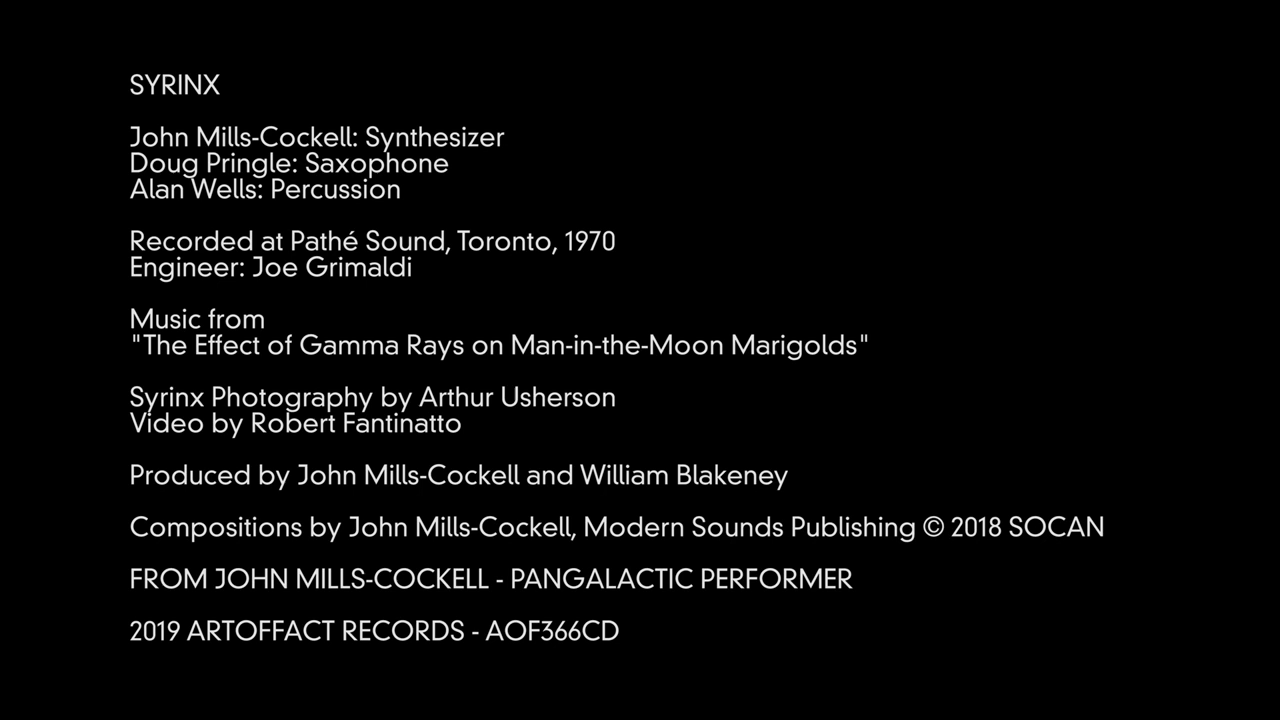 SYRINX
John Mills-Cockell: Synthesizer
Doug Pringle: Saxophone
Alan Wells: Percussion
Recorded at Pathé Sound, Toronto, 1970
Engineer: Joe Grimaldi
Music from
"The Effect of Gamma Rays on Man-in-the-Moon Marigolds"
Syrinx Photography by Arthur Usherson
Video by Robert Fantinatto
Produced by John Mills-Cockell and William Blakeney
Compositions by John Mills-Cockell, Modern Sounds Publishing © 2018 SOCAN
FROM JOHN MILLS-COCKELL - PANGALACTIC PERFORMER
2019 ARTOFFACT RECORDS - AOF366CD